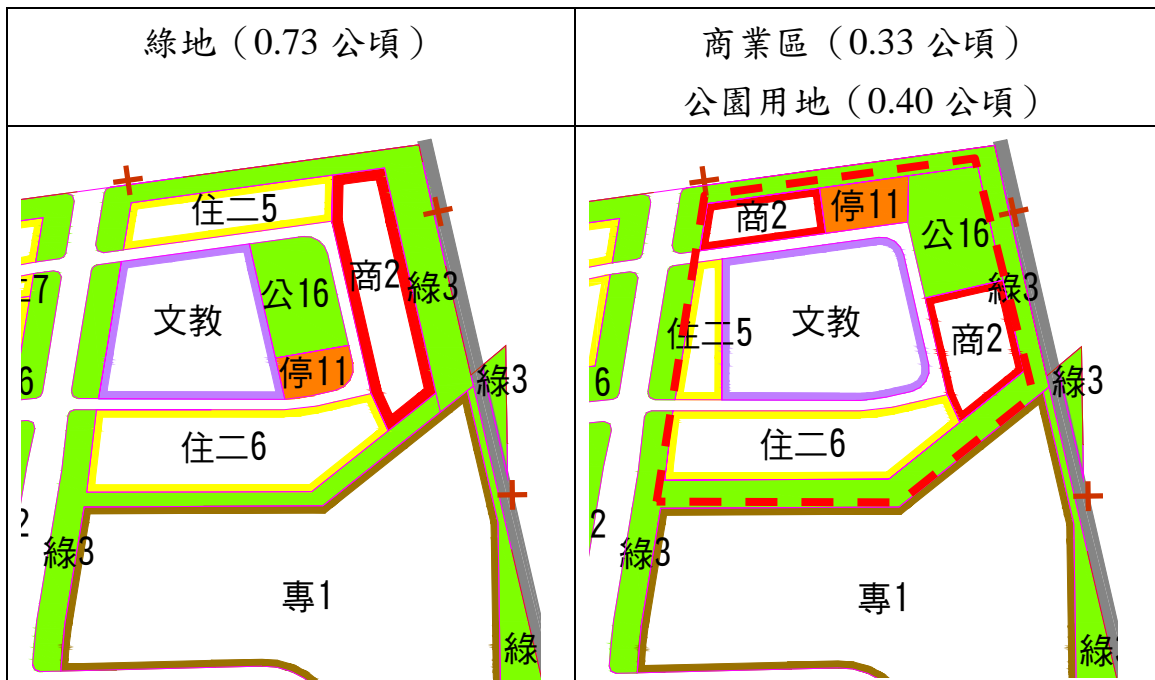 綠地（0.73 公頃）
商業區（0.33 公頃）
公園用地（0.40 公頃）
住二5
商2
綠3
公16
文教
停11
綠3
住二6
綠3
專1
綠
二7
6
2
商2
停11
公16
綠3
文教
住二5
商2
綠3
住二6
綠3
專1
綠
6
2